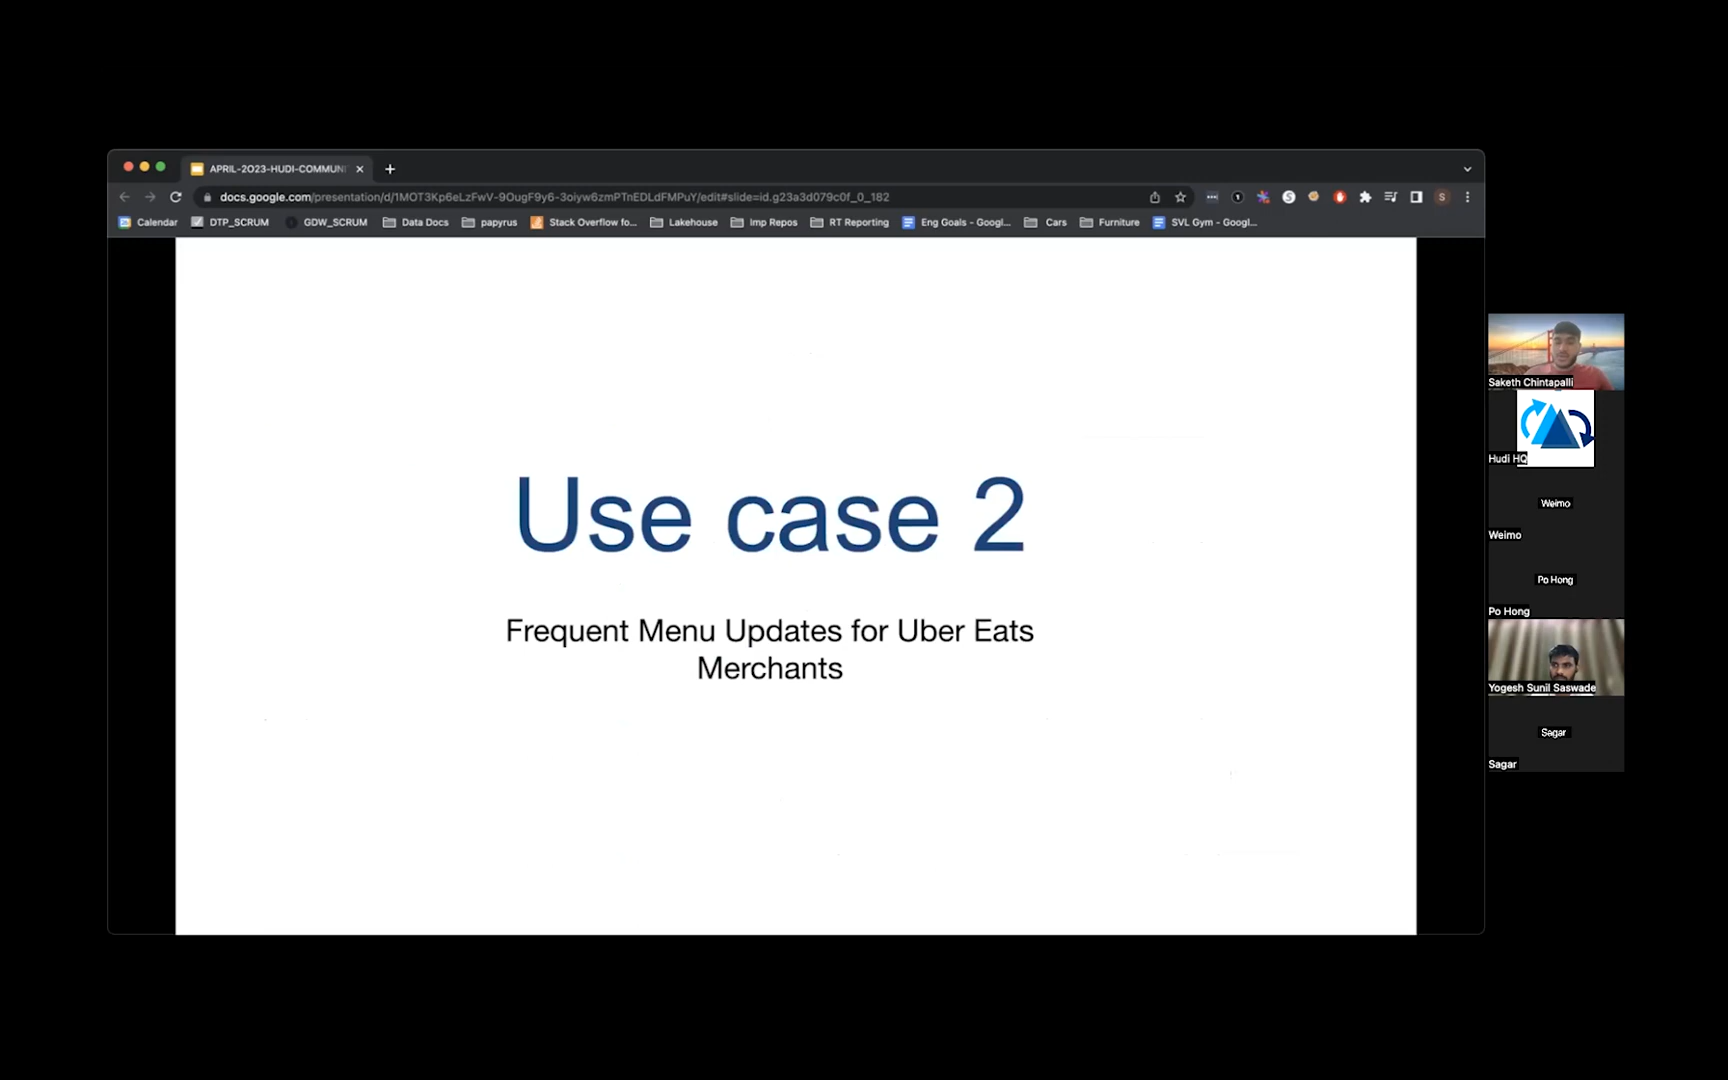 APRIL-2023-HUDI-COMMUNI
docs.google.com/presentation/d/1MOT3Kp6eLzFwV-9OugF9y6-3oiyw6zmPTnEDLdFMPuY/edit#slide=id.g23a3d079c0f_0_182
Calendar DTP_SCRUM GDW_SCRUM Data Docs papyrus Stack Overflow fo... Lakehouse Imp Repos RT Reporting Eng Goals - Googl... Cars Furniture SVL Gym - Googl...
Use case 2
Frequent Menu Updates for Uber Eats
Merchants
Saketh Chintapalli
Hudi HQ
Weimo
Weimo
Po Hong
Po Hong
Yogesh Sunil Saswade
Sagar
Sagar